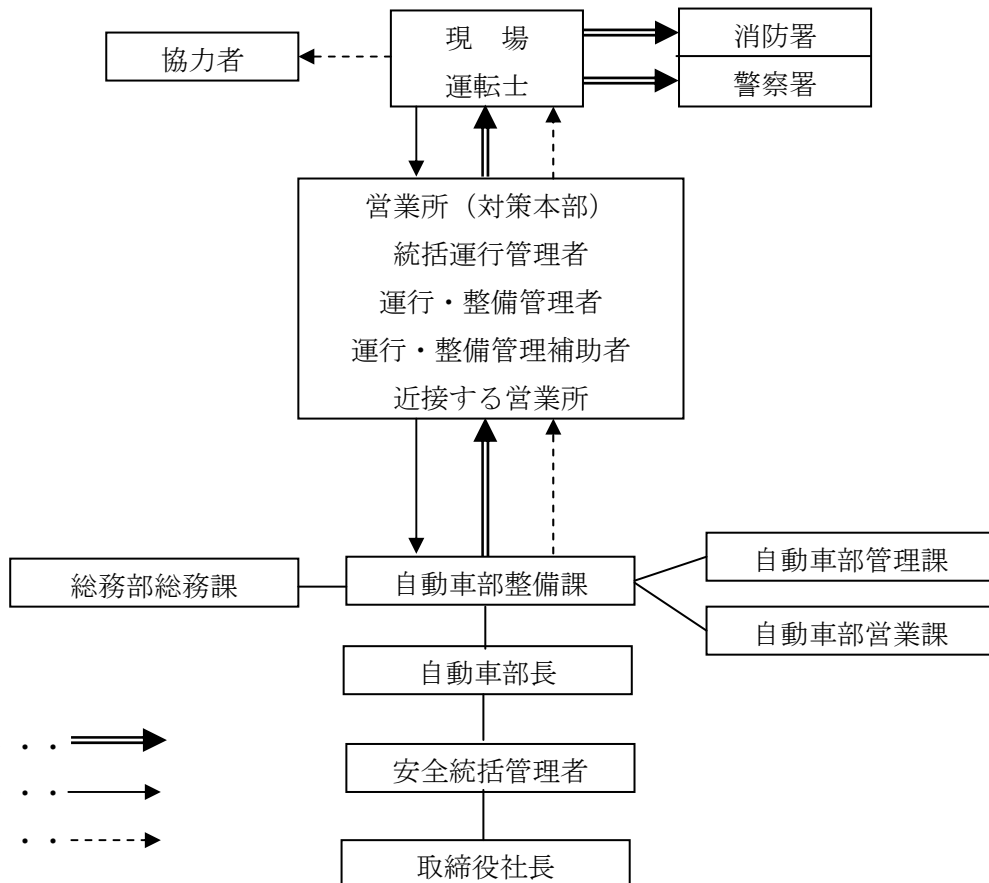 現　場
運転士
消防署
警察署
協力者
営業所（対策本部）
統括運行管理者
運行・整備管理者
運行・整備管理補助者
近接する営業所
総務部総務課
自動車部整備課
自動車部管理課
自動車部営業課
自動車部長
安全統括管理者
取締役社長
・・
・・
・・